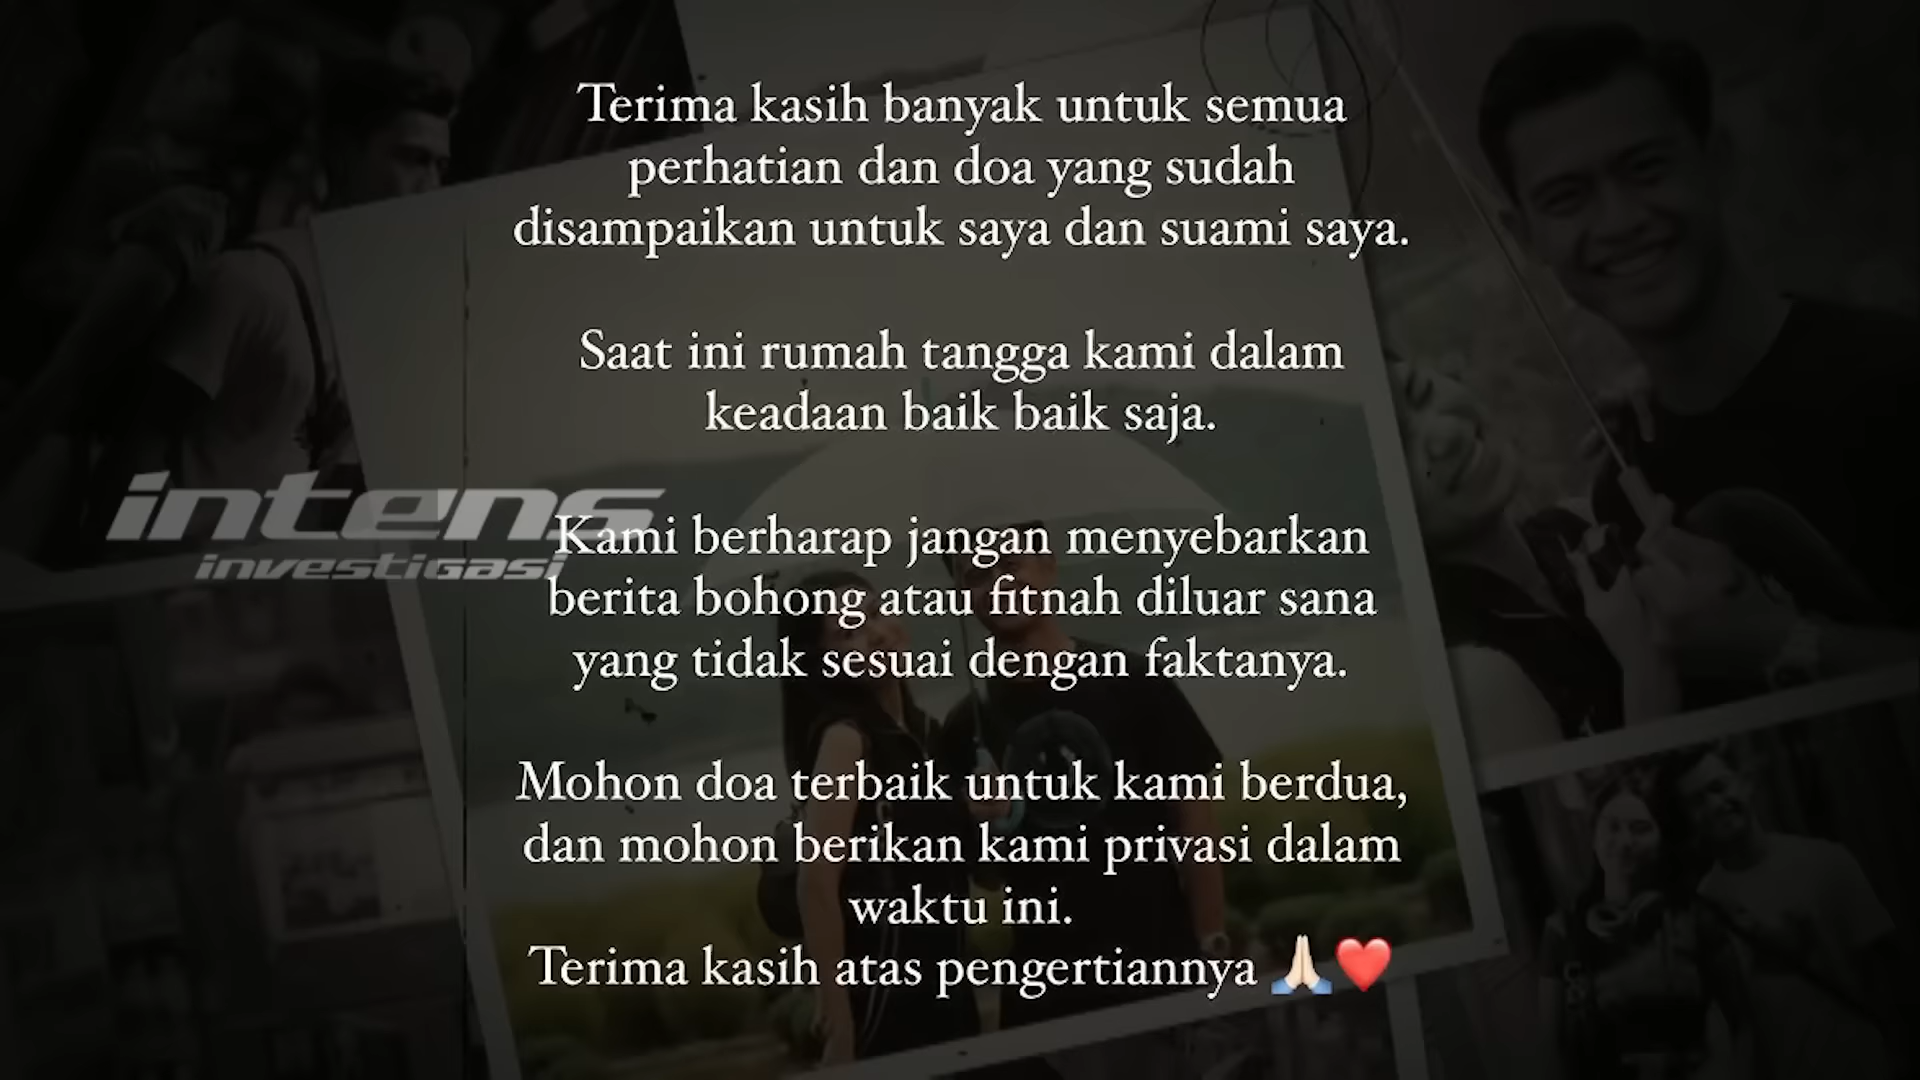 Terima kasih banyak untuk semua
perhatian dan doa yang sudah
disampaikan untuk saya dan suami saya.
Saat ini rumah tangga kami dalam
keadaan baik baik saja.
intens
investigasi
Kami berharap jangan menyebarkan
berita bohong atau fitnah diluar sana
yang tidak sesuai dengan faktanya.
Mohon doa terbaik untuk kami berdua,
dan mohon berikan kami privasi dalam
waktu ini.
Terima kasih atas pengertiannya 🙏🏻❤️